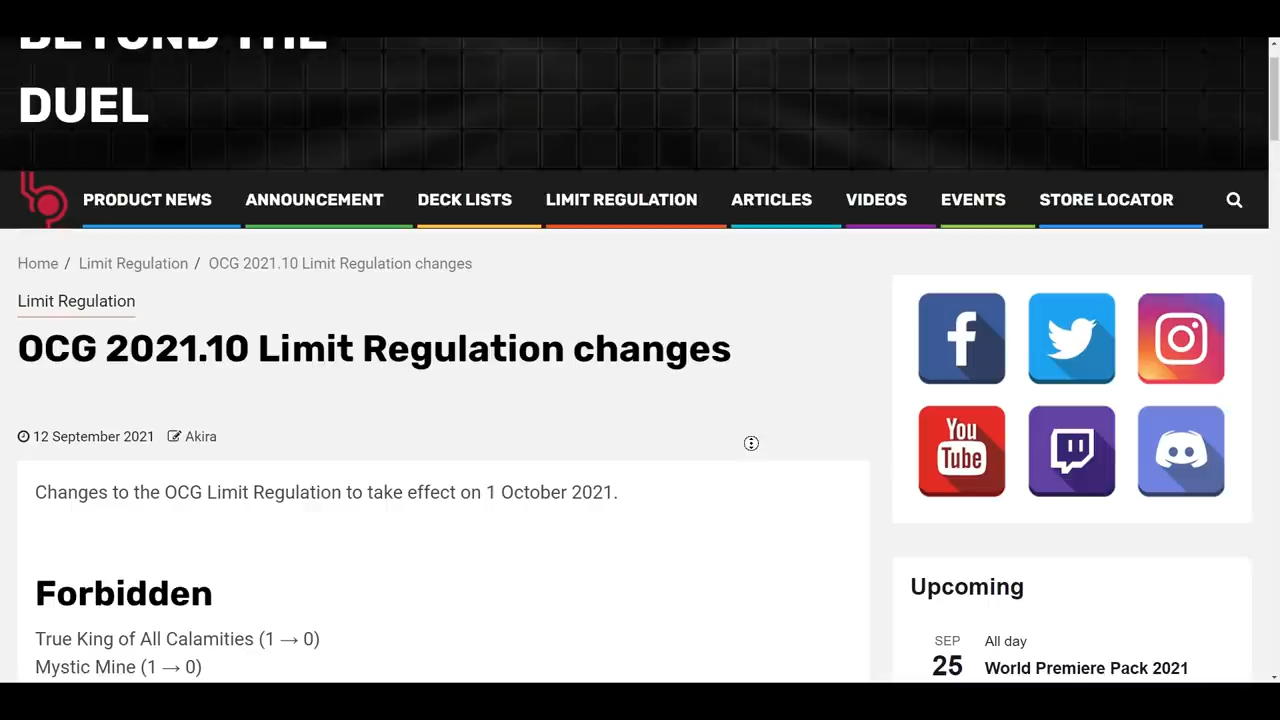 BEYOND THE
DUEL
PRODUCT NEWS ANNOUNCEMENT DECK LISTS LIMIT REGULATION ARTICLES VIDEOS EVENTS STORE LOCATOR
Home / Limit Regulation / OCG 2021.10 Limit Regulation changes
Limit Regulation
OCG 2021.10 Limit Regulation changes
12 September 2021 Akira
Changes to the OCG Limit Regulation to take effect on 1 October 2021.
Forbidden
True King of All Calamities (1 → 0)
Mystic Mine (1 → 0)
You
Tube
Upcoming
SEP All day
25 World Premiere Pack 2021